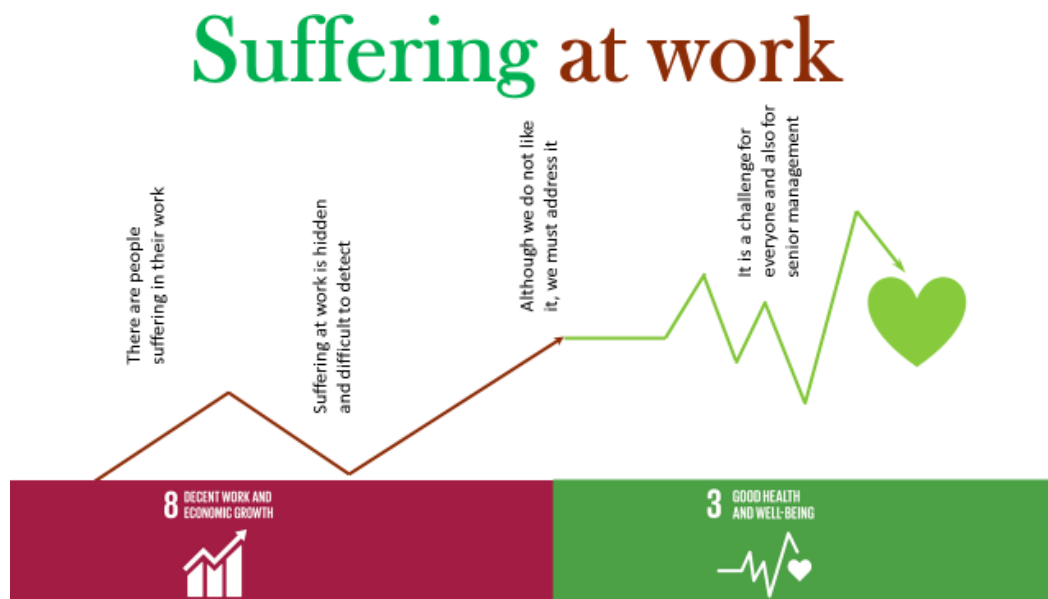 Suffering at work
There are people
suffering in their work
Suffering at work is hidden
and difficult to detect
Although we do not like
it, we must address it
It is a challenge for
everyone and also for
senior management
8 DECENT WORK AND
ECONOMIC GROWTH
3 GOOD HEALTH
AND WELL-BEING